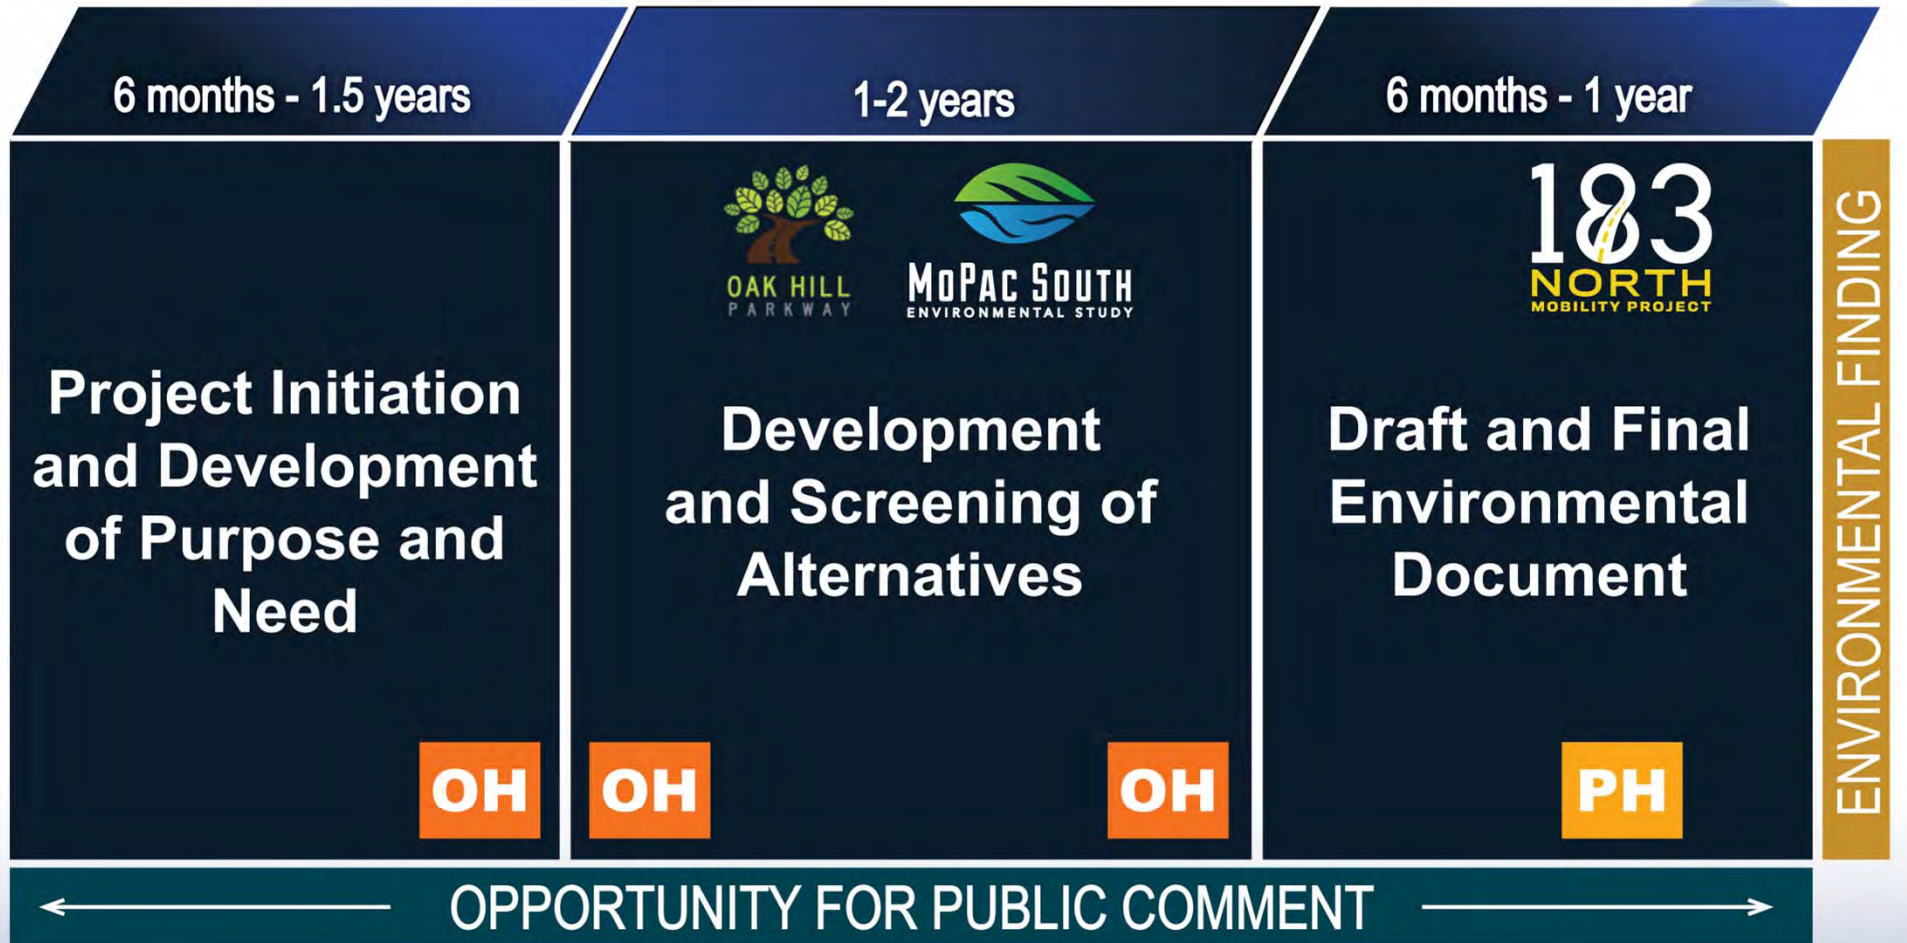 6 months - 1.5 years
1-2 years
6 months - 1 year
OAK HILL
PARKWAY
MOPAC SOUTH
ENVIRONMENTAL STUDY
183
NORTH
MOBILITY PROJECT
Project Initiation
and Development
of Purpose and
Need
Development
and Screening of
Alternatives
Draft and Final
Environmental
Document
OH
OH
OH
PH
ENVIRONMENTAL FINDING
OPPORTUNITY FOR PUBLIC COMMENT